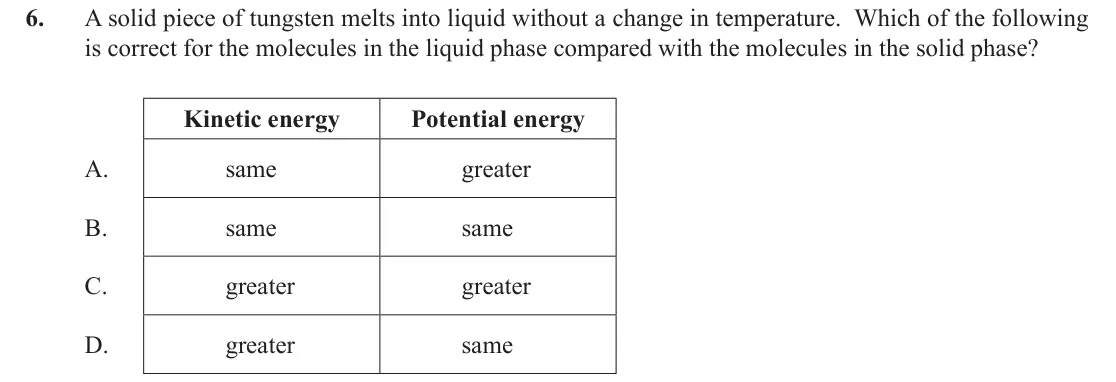 6. A solid piece of tungsten melts into liquid without a change in temperature. Which of the following
is correct for the molecules in the liquid phase compared with the molecules in the solid phase?
Kinetic energy Potential energy
A. same greater
B. same same
C. greater greater
D. greater same